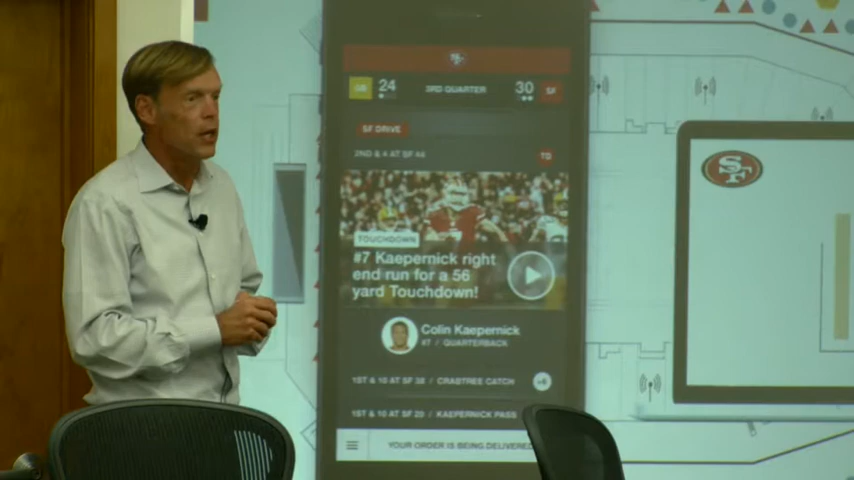 24
3RD QUARTER
30
SF
SF DRIVE
2ND & 4 AT SF 44
TD
TOUCHDOWN
#7 Kaepernick right
end run for a 56
yard Touchdown!
Colin Kaepernick
#7 / QUARTERBACK
1ST & 10 AT SF 38 / CRABTREE CATCH
1ST & 10 AT SF 20 / KAEPERNICK PASS
YOUR ORDER IS BEING DELIVERED
SF